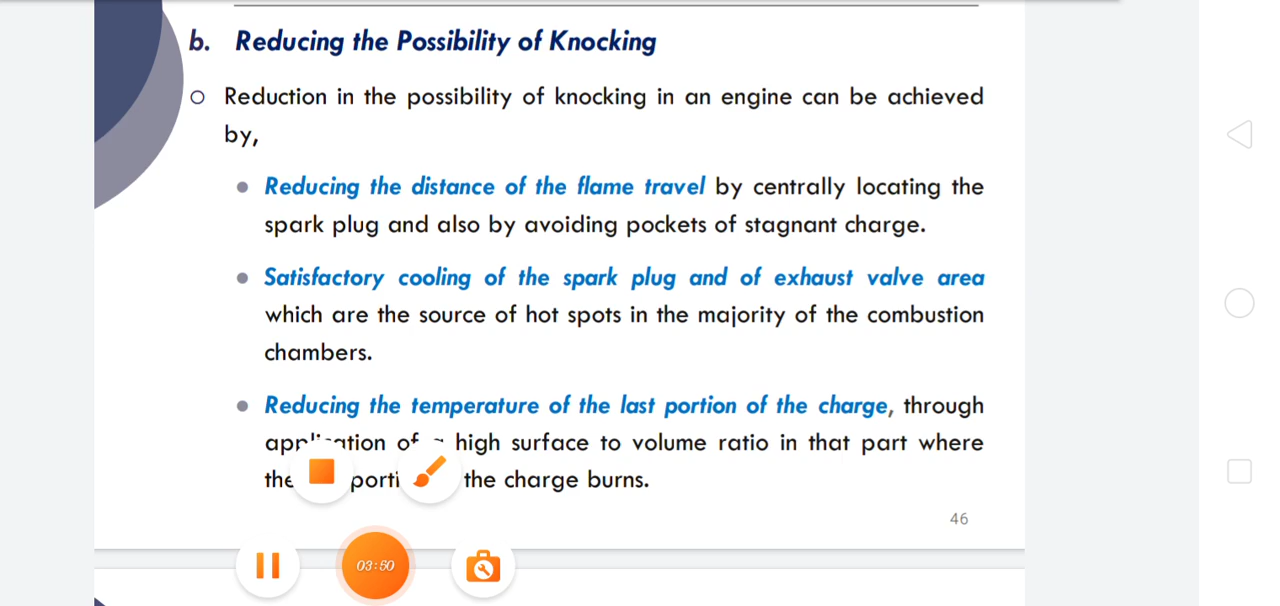 b. Reducing the Possibility of Knocking
Reduction in the possibility of knocking in an engine can be achieved
by,
Reducing the distance of the flame travel by centrally locating the
spark plug and also by avoiding pockets of stagnant charge.
Satisfactory cooling of the spark plug and of exhaust valve area
which are the source of hot spots in the majority of the combustion
chambers.
Reducing the temperature of the last portion of the charge, through
application of a high surface to volume ratio in that part where
the the charge burns.
46
03:50